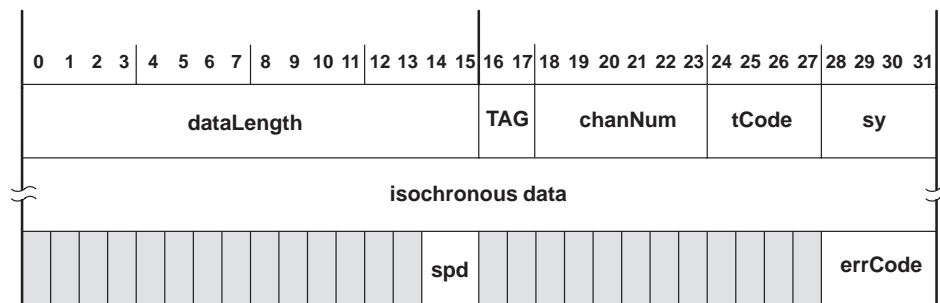 0 1 2 3 4 5 6 7 8 9 10 11 12 13 14 15 16 17 18 19 20 21 22 23 24 25 26 27 28 29 30 31
dataLength TAG chanNum tCode sy
isochronous data
spd errCode